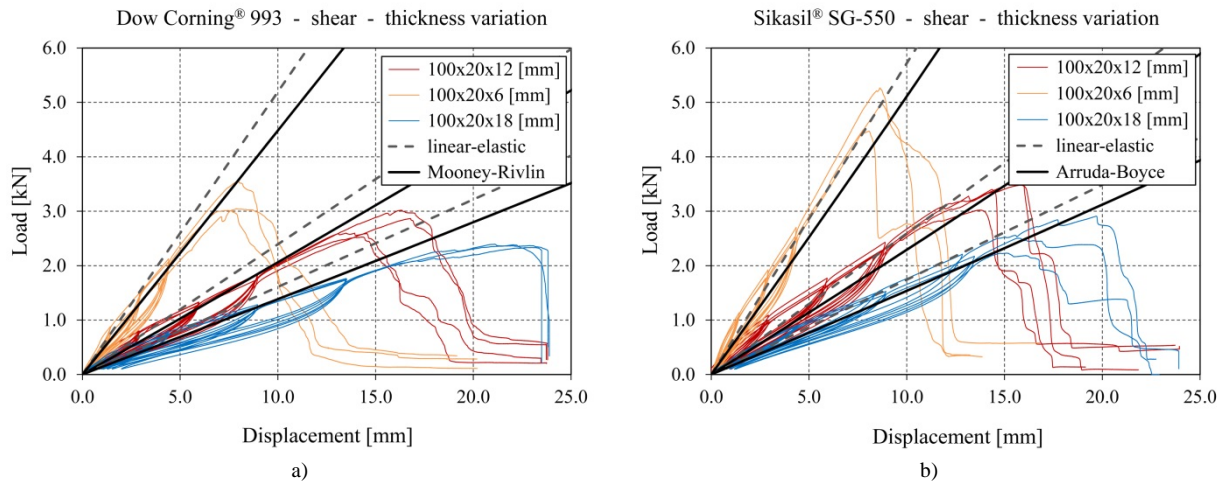 Dow Corning® 993 - shear - thickness variation
6.0
5.0
4.0
3.0
2.0
1.0
0.0
Load [kN]
100x20x12 [mm]
100x20x6 [mm]
100x20x18 [mm]
linear-elastic
Mooney-Rivlin
0.0 5.0 10.0 15.0 20.0 25.0
Displacement [mm]
a)
Sikasil® SG-550 - shear - thickness variation
6.0
5.0
4.0
3.0
2.0
1.0
0.0
Load [kN]
100x20x12 [mm]
100x20x6 [mm]
100x20x18 [mm]
linear-elastic
Arruda-Boyce
0.0 5.0 10.0 15.0 20.0 25.0
Displacement [mm]
b)